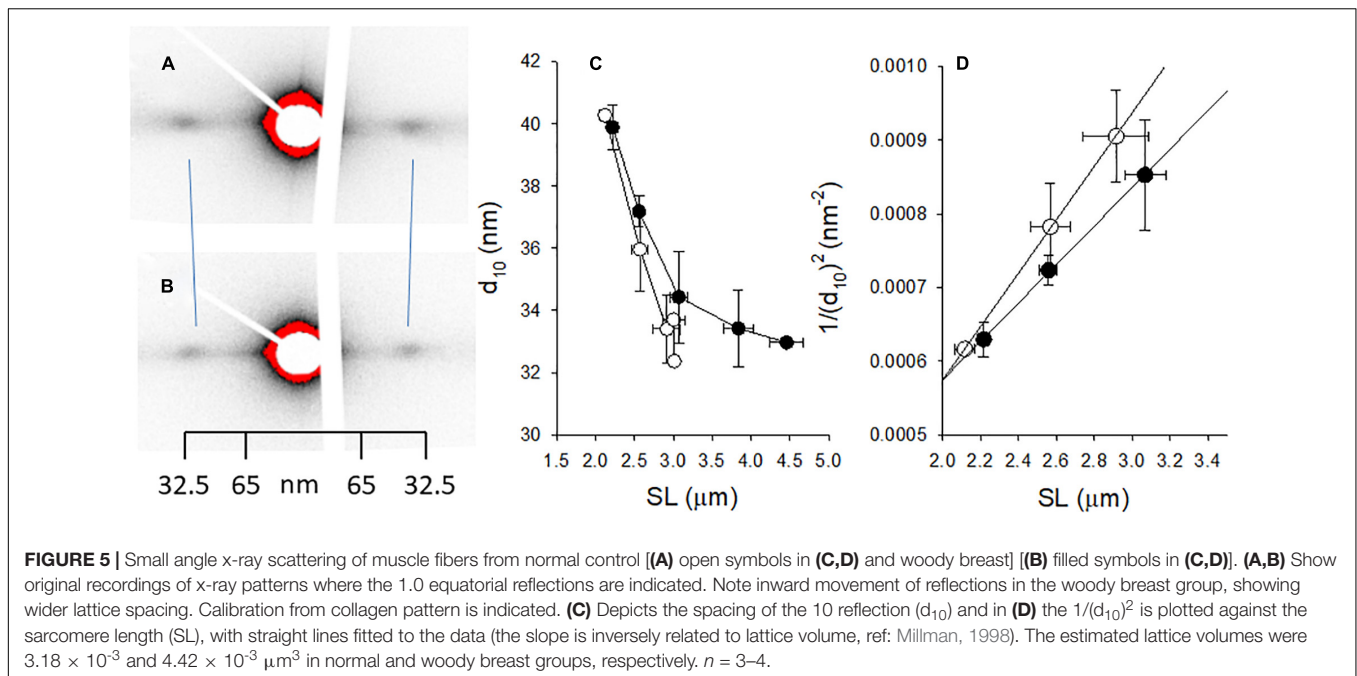 A
B
32.5 65 nm 65 32.5
C
42
40
38
36
34
32
30
d10 (nm)
1.5 2.0 2.5 3.0 3.5 4.0 4.5 5.0
SL (μm)
D
0.0010
0.0009
0.0008
0.0007
0.0006
0.0005
1/(d10)² (nm⁻²)
2.0 2.2 2.4 2.6 2.8 3.0 3.2 3.4
SL (μm)
FIGURE 5 | Small angle x-ray scattering of muscle fibers from normal control [(A) open symbols in (C,D) and woody breast] [(B) filled symbols in (C,D)]. (A,B) Show
original recordings of x-ray patterns where the 1.0 equatorial reflections are indicated. Note inward movement of reflections in the woody breast group, showing
wider lattice spacing. Calibration from collagen pattern is indicated. (C) Depicts the spacing of the 10 reflection (d10) and in (D) the 1/(d10)² is plotted against the
sarcomere length (SL), with straight lines fitted to the data (the slope is inversely related to lattice volume, ref: Millman, 1998). The estimated lattice volumes were
3.18 × 10⁻³ and 4.42 × 10⁻³ μm³ in normal and woody breast groups, respectively. n = 3–4.